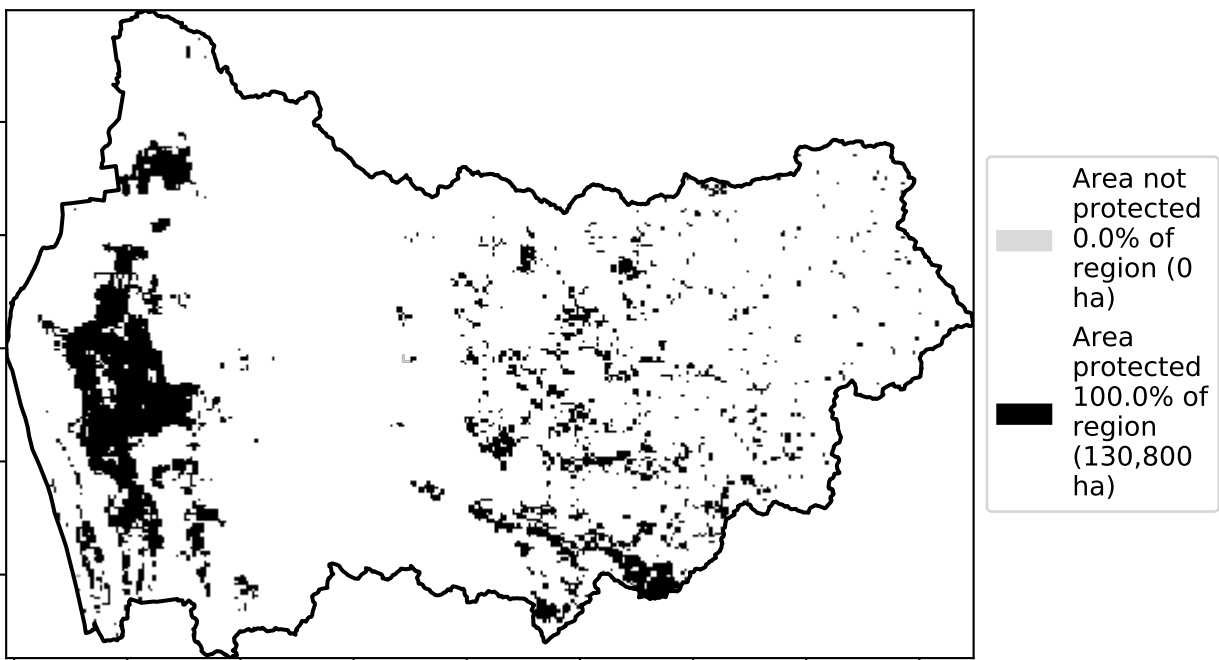 Area not
protected
0.0% of
region (0
ha)
Area
protected
100.0% of
region
(130,800
ha)